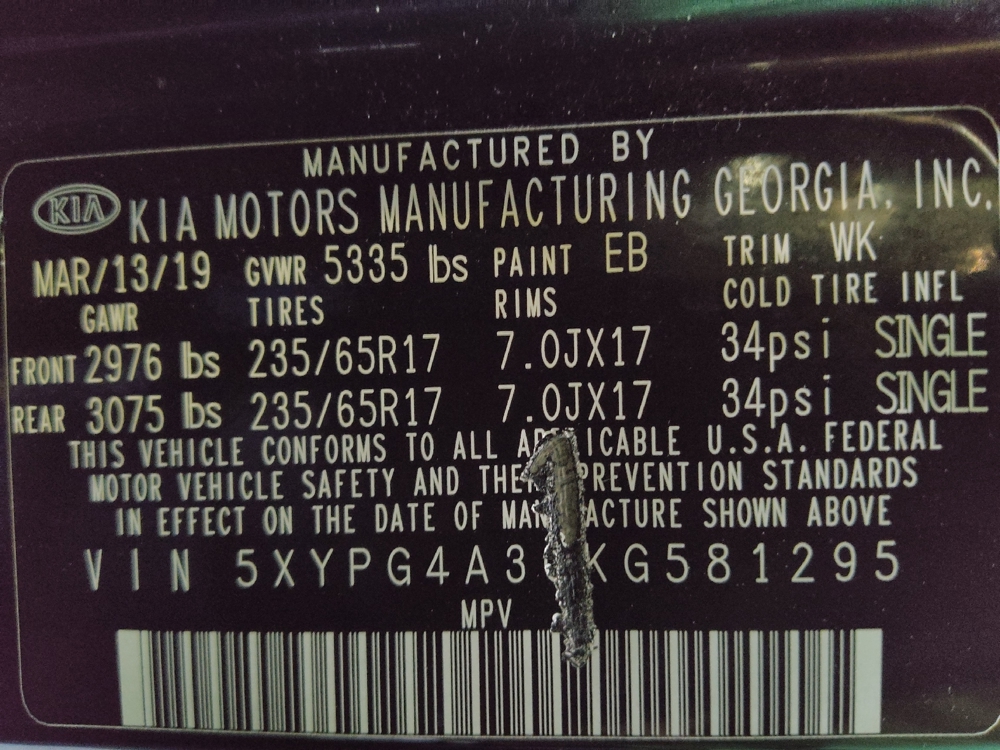 MANUFACTURED BY
KIA KIA MOTORS MANUFACTURING GEORGIA, INC.
MAR/13/19 GVWR 5335 lbs PAINT EB TRIM WK
GAWR TIRES RIMS COLD TIRE INFL
FRONT 2976 lbs 235/65R17 7.0JX17 34psi SINGLE
REAR 3075 lbs 235/65R17 7.0JX17 34psi SINGLE
THIS VEHICLE CONFORMS TO ALL APPLICABLE U.S.A. FEDERAL
MOTOR VEHICLE SAFETY AND THEFT PREVENTION STANDARDS
IN EFFECT ON THE DATE OF MANUFACTURE SHOWN ABOVE
VIN
MPV